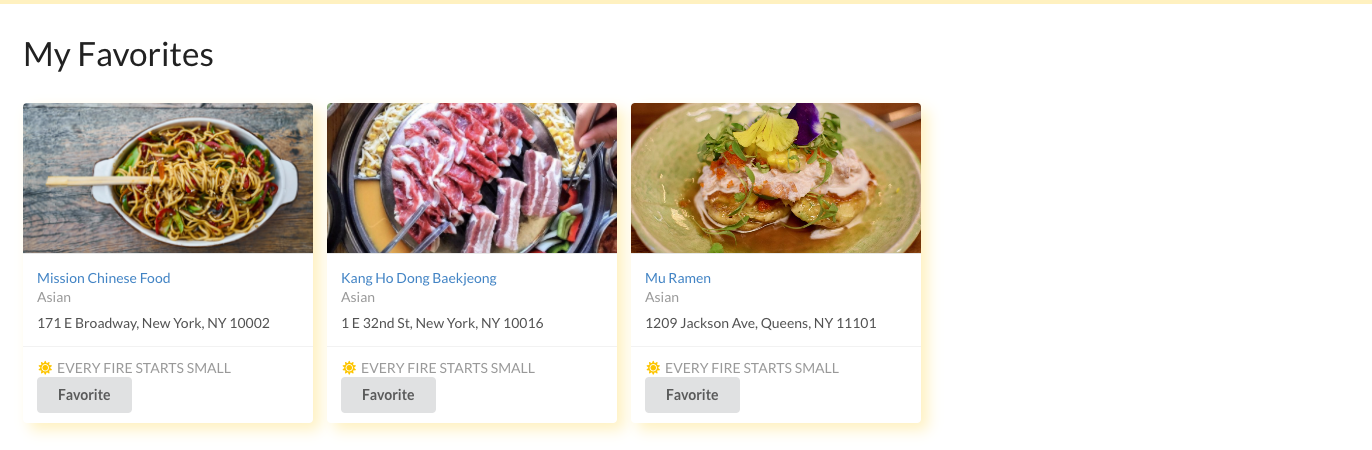 My Favorites
Mission Chinese Food
Asian
171 E Broadway, New York, NY 10002
EVERY FIRE STARTS SMALL
Favorite
Kang Ho Dong Baekjeong
Asian
1 E 32nd St, New York, NY 10016
EVERY FIRE STARTS SMALL
Favorite
Mu Ramen
Asian
1209 Jackson Ave, Queens, NY 11101
EVERY FIRE STARTS SMALL
Favorite